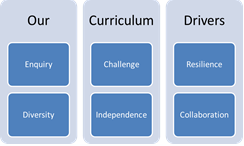 Our Curriculum Drivers
Enquiry Challenge Resilience
Diversity Independence Collaboration